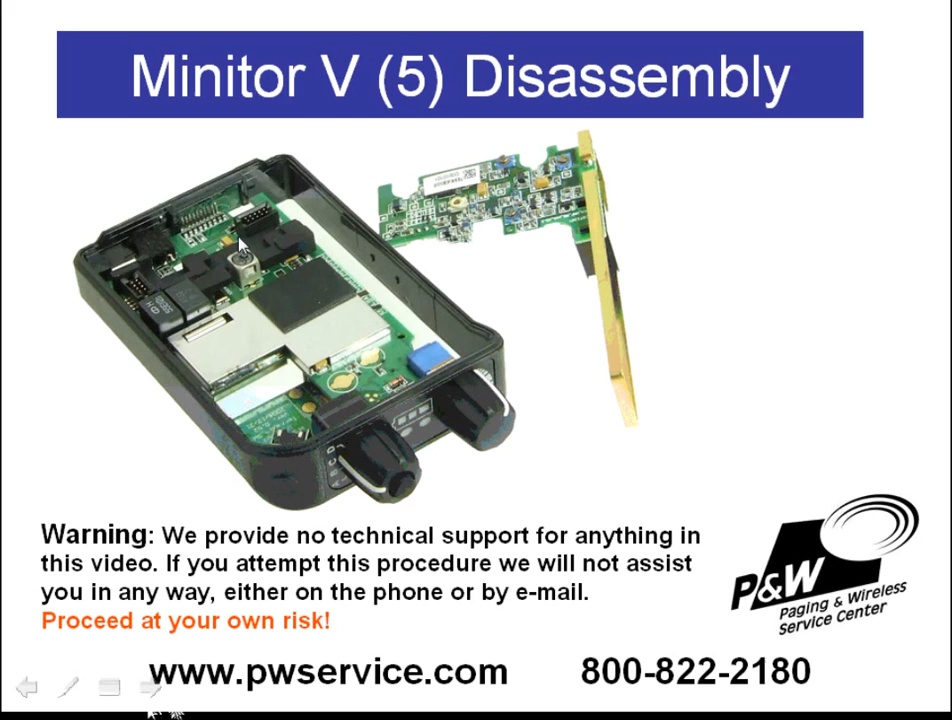 Minitor V (5) Disassembly
Warning: We provide no technical support for anything in
this video. If you attempt this procedure we will not assist
you in any way, either on the phone or by e-mail.
Proceed at your own risk!
P&W
Paging & Wireless
Service Center
www.pwservice.com 800-822-2180